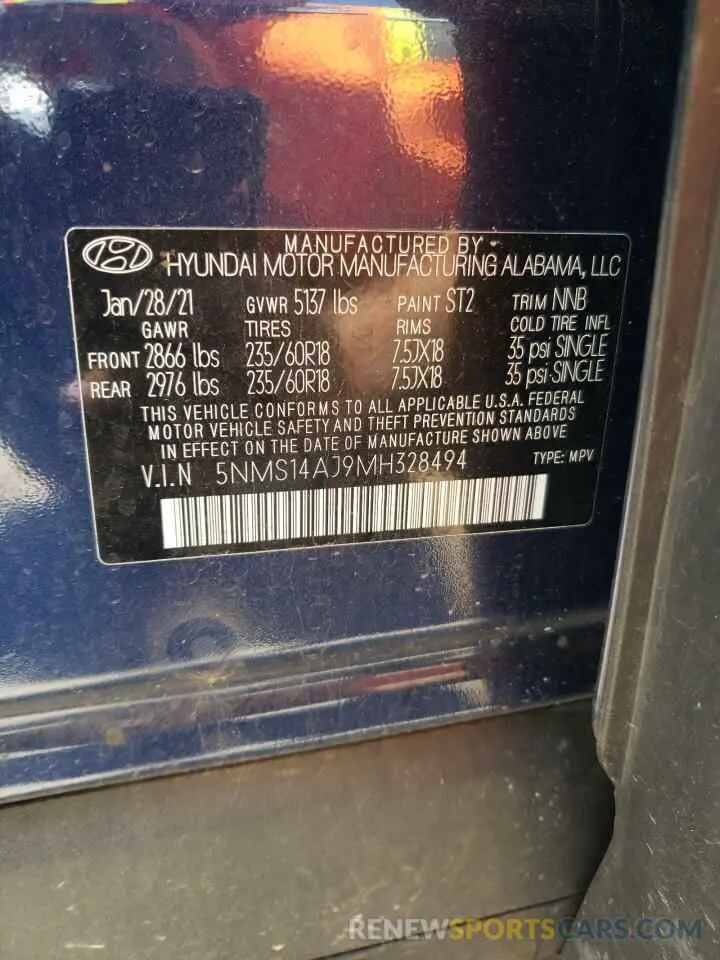 MANUFACTURED BY
HYUNDAI MOTOR MANUFACTURING ALABAMA, LLC
Jan/28/21 GVWR 5137 lbs PAINT ST2 TRIM NNB
GAWR TIRES RIMS COLD TIRE INFL
FRONT 2866 lbs 235/60R18 7.5JX18 35 psi SINGLE
REAR 2976 lbs 235/60R18 7.5JX18 35 psi SINGLE
THIS VEHICLE CONFORMS TO ALL APPLICABLE U.S.A. FEDERAL
MOTOR VEHICLE SAFETY AND THEFT PREVENTION STANDARDS
IN EFFECT ON THE DATE OF MANUFACTURE SHOWN ABOVE
V.I.N 5NMS14AJ9MH328494 TYPE: MPV
RENEWSPORTSCARS.COM